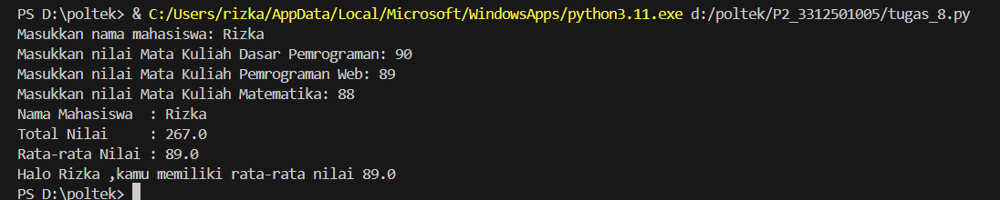 PS D:\poltek> & C:/Users/rizka/AppData/Local/Microsoft/WindowsApps/python3.11.exe d:/poltek/P2_3312501005/tugas_8.py
Masukkan nama mahasiswa: Rizka
Masukkan nilai Mata Kuliah Dasar Pemrograman: 90
Masukkan nilai Mata Kuliah Pemrograman Web: 89
Masukkan nilai Mata Kuliah Matematika: 88
Nama Mahasiswa  : Rizka
Total Nilai     : 267.0
Rata-rata Nilai : 89.0
Halo Rizka ,kamu memiliki rata-rata nilai 89.0
PS D:\poltek>